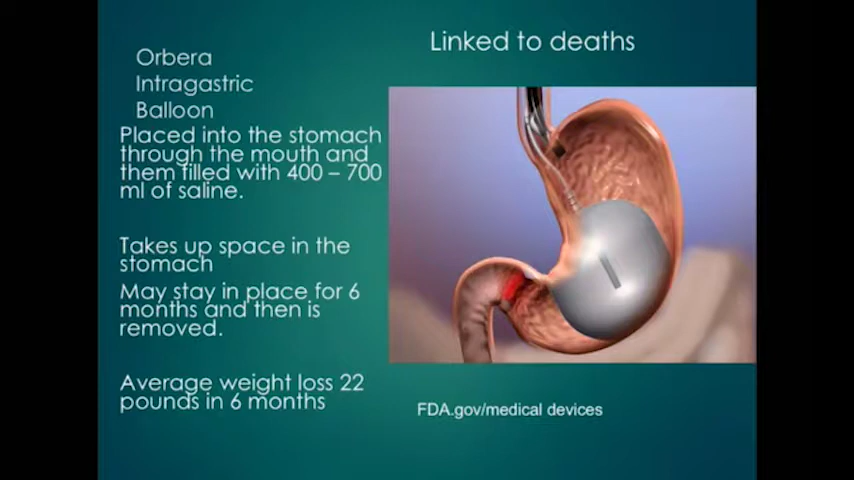 Linked to deaths
Orbera
Intragastric
Balloon
Placed into the stomach
through the mouth and
them filled with 400 – 700
ml of saline.
Takes up space in the
stomach
May stay in place for 6
months and then is
removed.
Average weight loss 22
pounds in 6 months
FDA.gov/medical devices